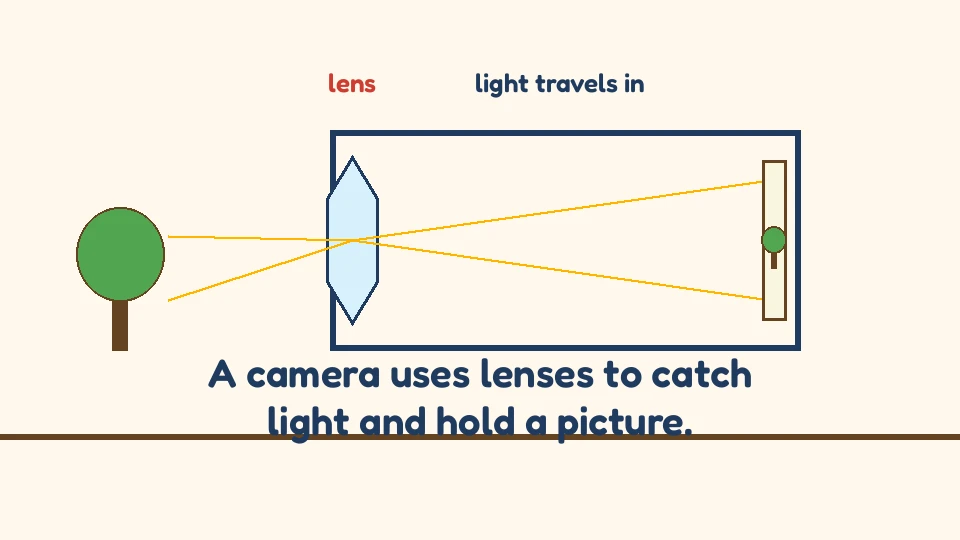 lens
light travels in
A camera uses lenses to catch
light and hold a picture.